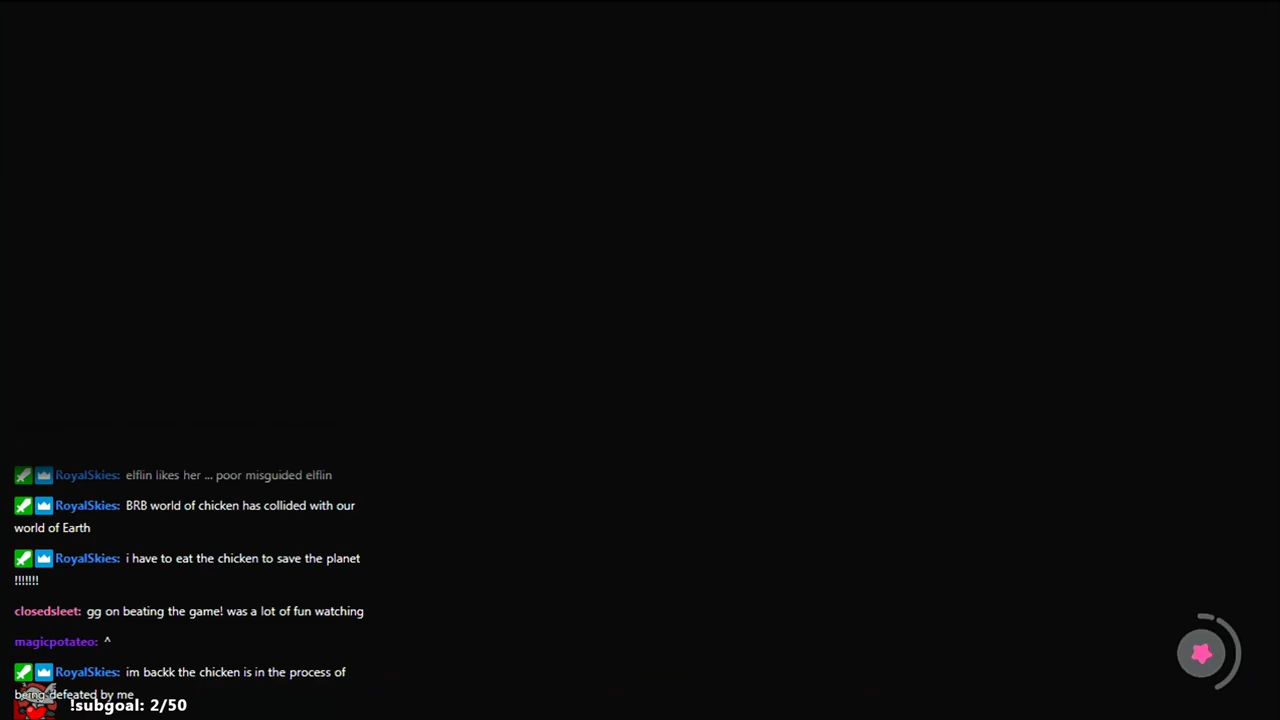 RoyalSkies: elflin likes her ... poor misguided elflin
RoyalSkies: BRB world of chicken has collided with our
world of Earth
RoyalSkies: i have to eat the chicken to save the planet
!!!!!!!
closedsleet: gg on beating the game! was a lot of fun watching
magicpotateo: ^
RoyalSkies: im backk the chicken is in the process of
being defeated by me
!subgoal: 2/50